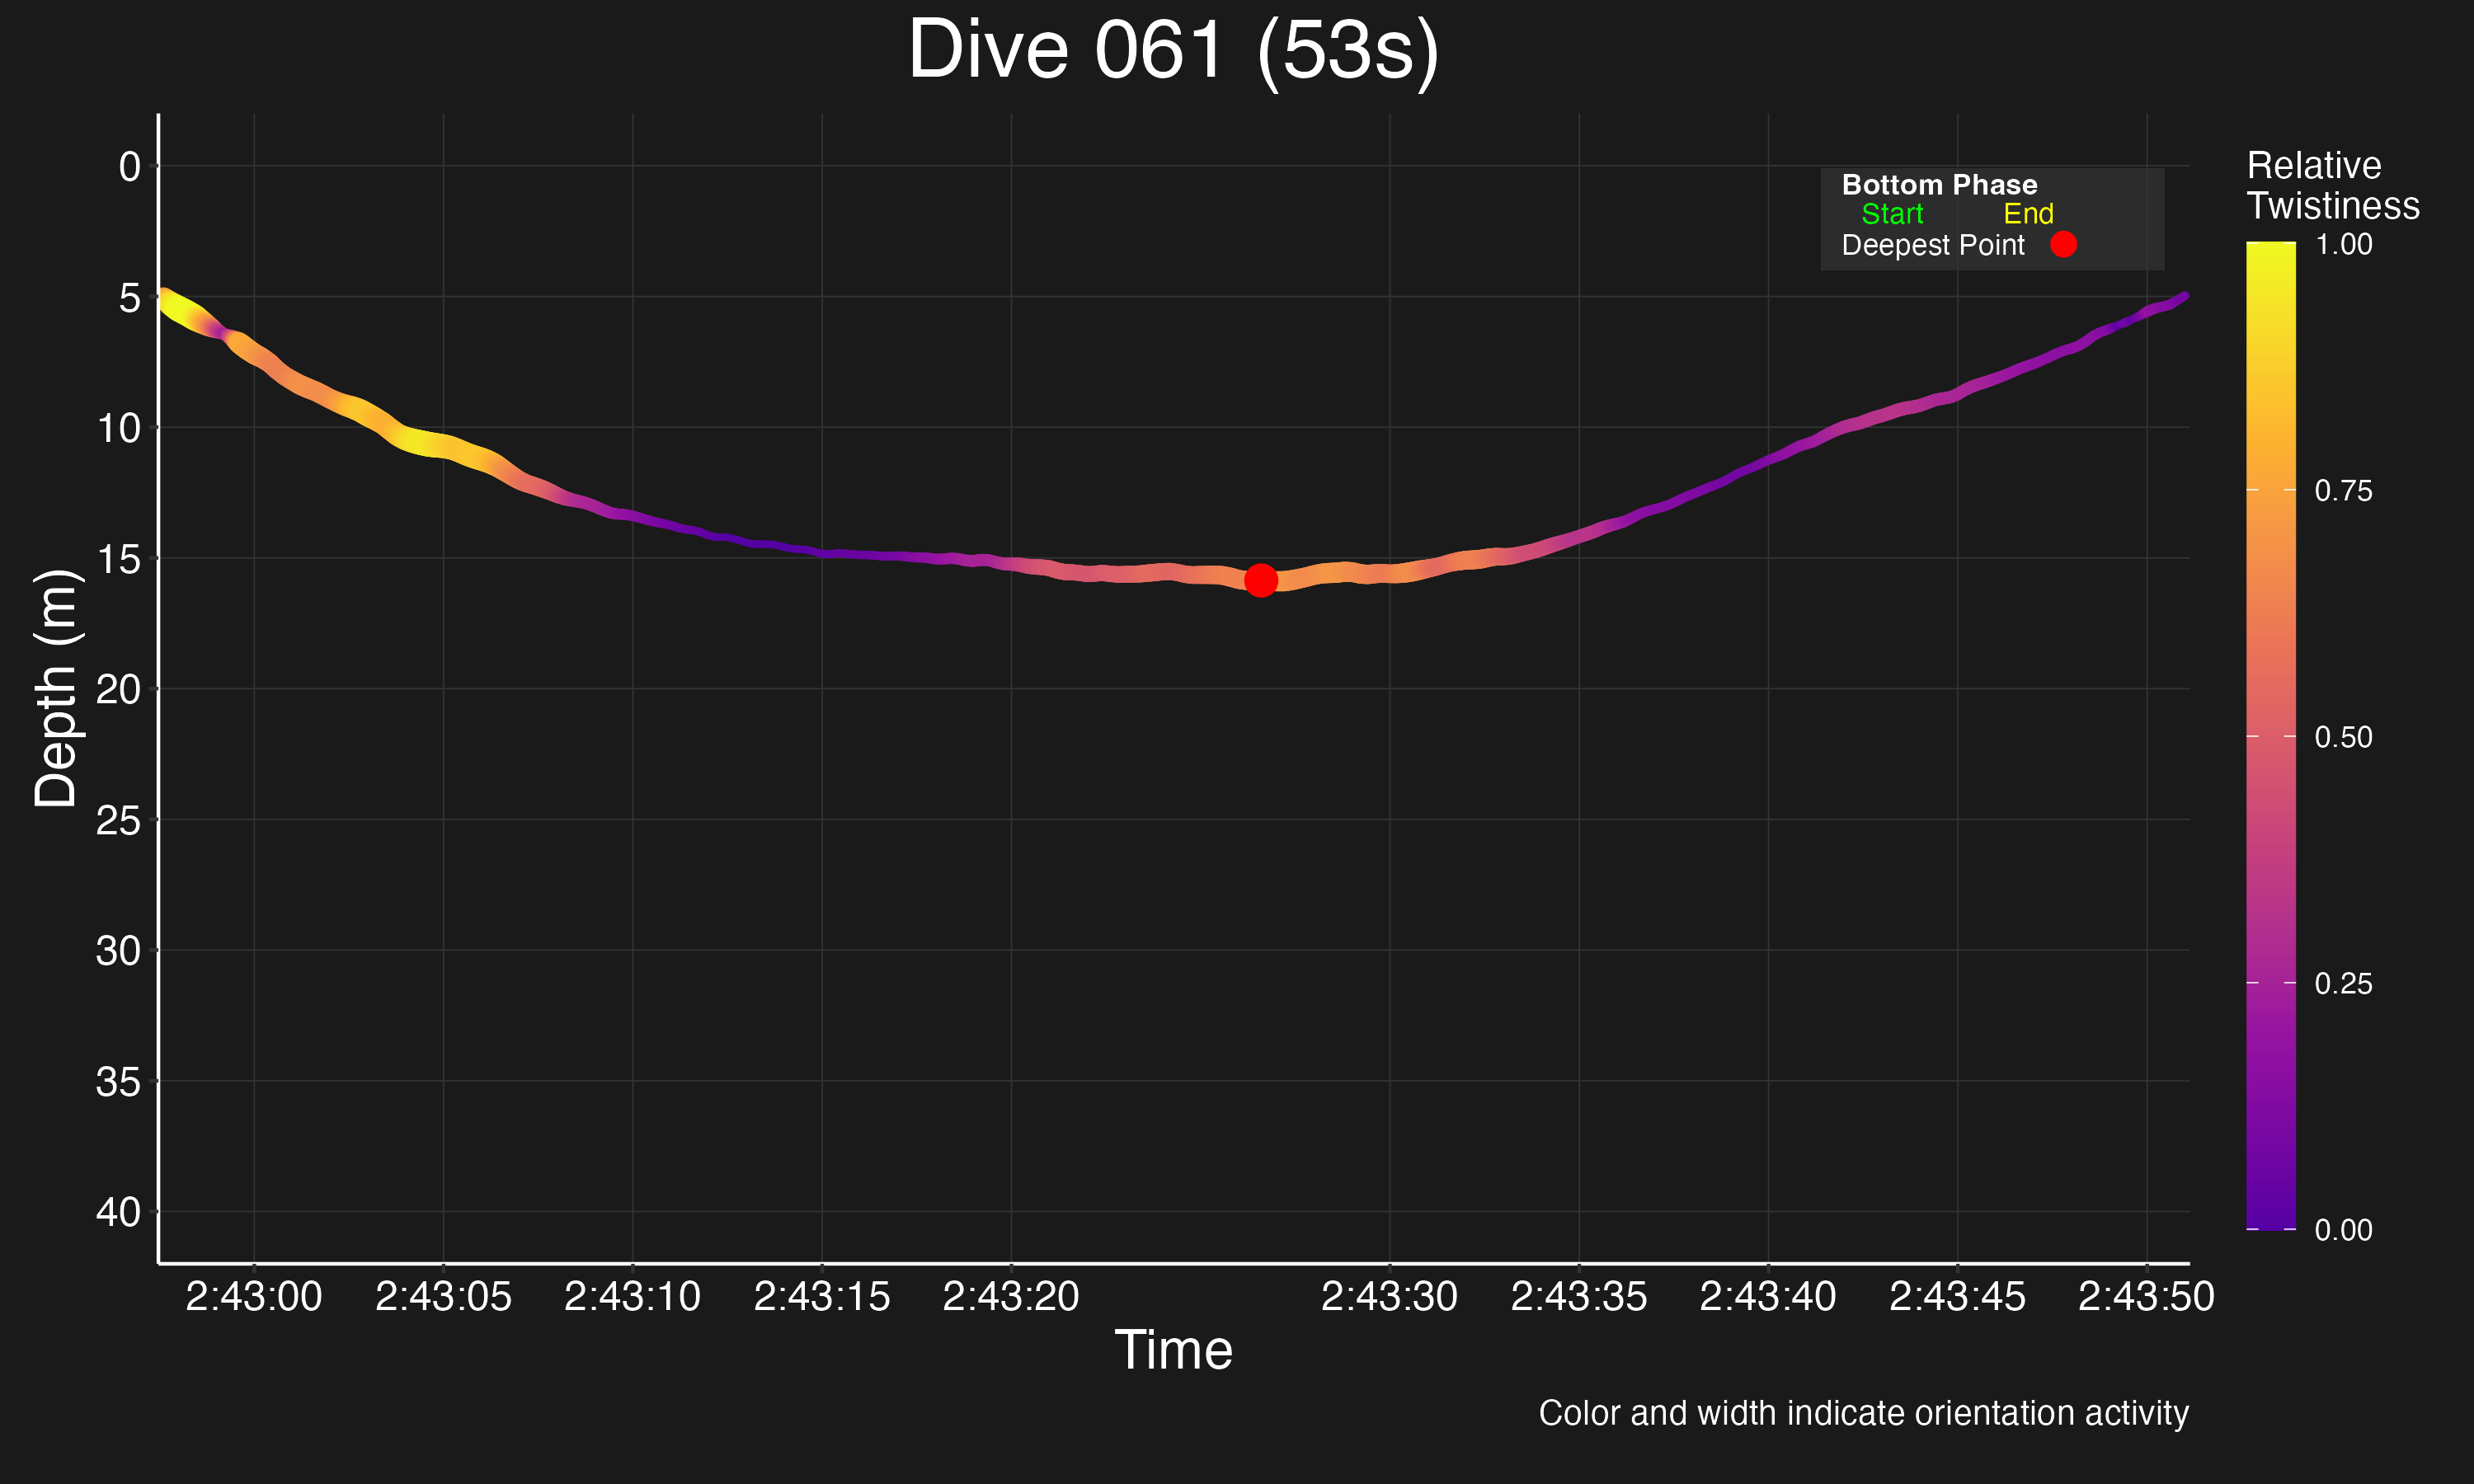 Dive 061 (53s)
Relative
Twistiness
1.00
0.75
0.50
0.25
0.00
Bottom Phase
Start End
Deepest Point
Depth (m)
0
5
10
15
20
25
30
35
40
2:43:00 2:43:05 2:43:10 2:43:15 2:43:20 2:43:30 2:43:35 2:43:40 2:43:45 2:43:50
Time
Color and width indicate orientation activity